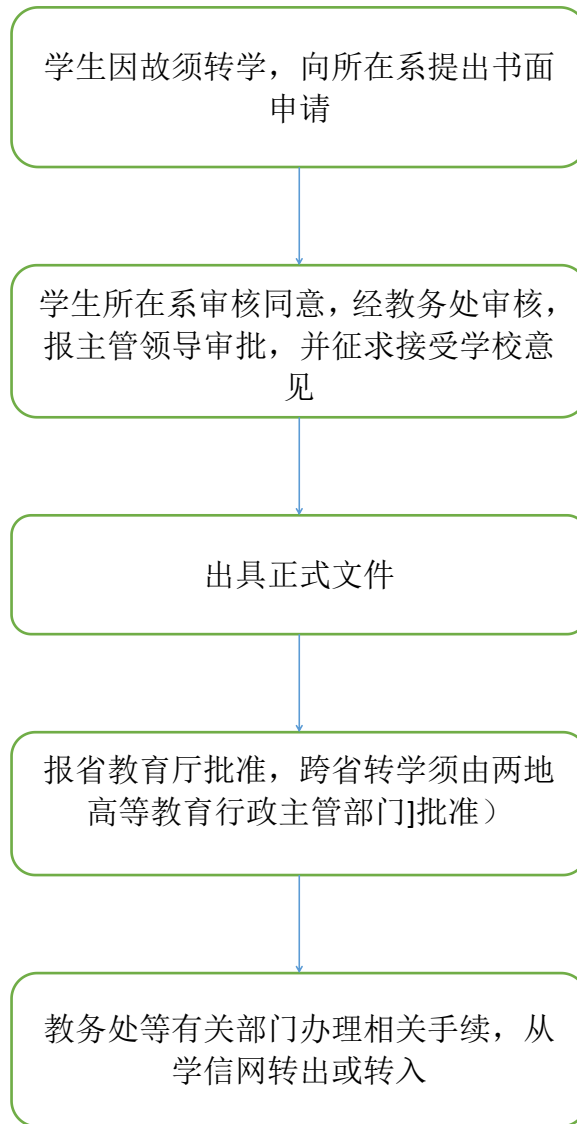 学生因故须转学，向所在系提出书面
申请
学生所在系审核同意，经教务处审核，
报主管领导审批，并征求接受学校意
见
出具正式文件
报省教育厅批准，跨省转学须由两地
高等教育行政主管部门]批准）
教务处等有关部门办理相关手续，从
学信网转出或转入